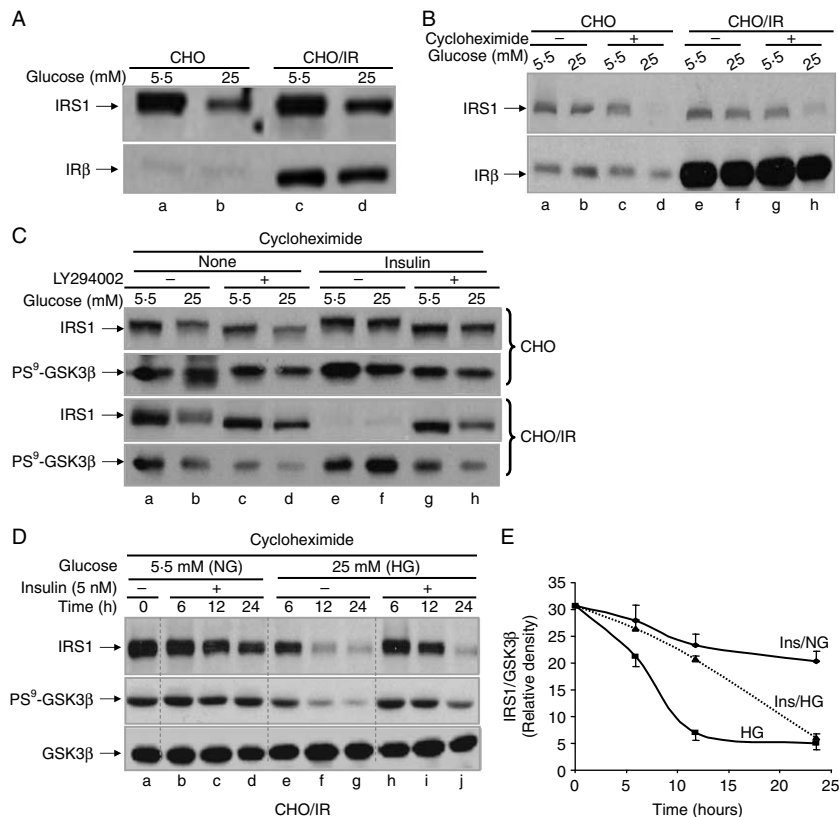 A
CHO CHO/IR
Glucose (mM) 5·5 25 5·5 25
IRS1
IRβ
a b c d
B
CHO CHO/IR
Cycloheximide − + − +
Glucose (mM) 5·5 25 5·5 25 5·5 25 5·5 25
IRS1
IRβ
a b c d e f g h
C
Cycloheximide
None Insulin
LY294002 − + − +
Glucose (mM) 5·5 25 5·5 25 5·5 25 5·5 25
IRS1
CHO
PS⁹-GSK3β
IRS1
CHO/IR
PS⁹-GSK3β
a b c d e f g h
D
Cycloheximide
Glucose 5·5 mM (NG) 25 mM (HG)
Insulin (5 nM) − + − +
Time (h) 0 6 12 24 6 12 24 6 12 24
IRS1
PS⁹-GSK3β
GSK3β
a b c d e f g h i j
CHO/IR
E
IRS1/GSK3β
(Relative density)
35
30
25
20
15
10
5
0
Ins/NG
Ins/HG
HG
0 5 10 15 20 25
Time (hours)